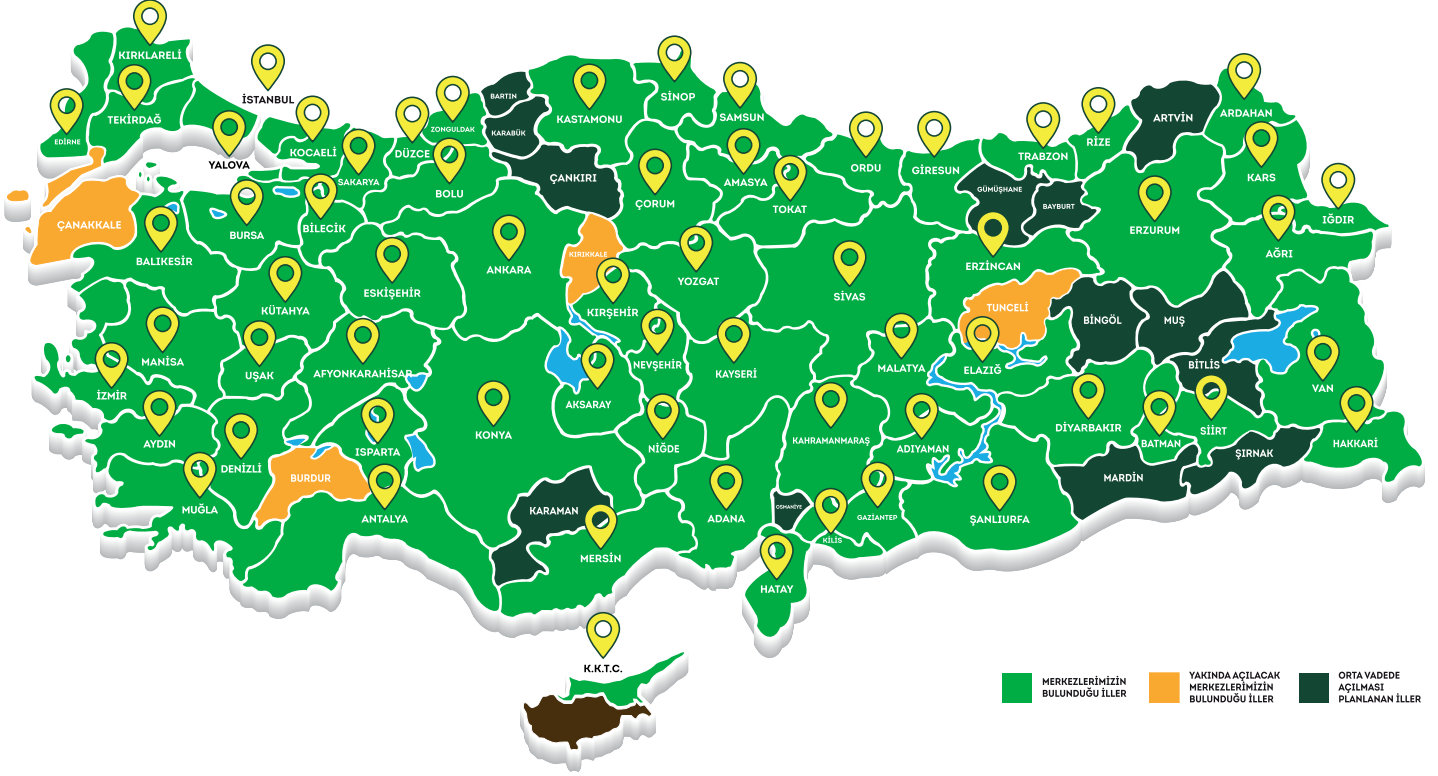 KIRKLARELİ
İSTANBUL
TEKİRDAĞ
EDİRNE
YALOVA
KOCAELİ
SAKARYA
DÜZCE
ZONGULDAK
BOLU
BARTIN
KARABÜK
KASTAMONU
SİNOP
SAMSUN
ÇANKIRI
ÇORUM
AMASYA
TOKAT
ORDU
GİRESUN
TRABZON
RİZE
ARTVİN
ARDAHAN
KARS
GÜMÜŞHANE
BAYBURT
ERZURUM
IĞDIR
AĞRI
ÇANAKKALE
BALIKESİR
BURSA
BİLECİK
ESKİŞEHİR
ANKARA
KIRIKKALE
YOZGAT
SİVAS
ERZİNCAN
KÜTAHYA
KIRŞEHİR
TUNCELİ
BİNGÖL
MUŞ
BİTLİS
VAN
MANİSA
UŞAK
AFYONKARAHİSAR
NEVŞEHİR
KAYSERİ
MALATYA
ELAZIĞ
İZMİR
AKSARAY
AYDIN
DENİZLİ
ISPARTA
KONYA
NİĞDE
KAHRAMANMARAŞ
ADIYAMAN
DİYARBAKIR
BATMAN
SİİRT
ŞIRNAK
HAKKARİ
MUĞLA
BURDUR
ANTALYA
KARAMAN
MERSİN
ADANA
OSMANİYE
KİLİS
GAZİANTEP
ŞANLIURFA
MARDİN
HATAY
K.K.T.C.
MERKEZLERİMİZİN
BULUNDUĞU İLLER
YAKINDA AÇILACAK
MERKEZLERİMİZİN
BULUNDUĞU İLLER
ORTA VADEDE
AÇILMASI
PLANLANAN İLLER